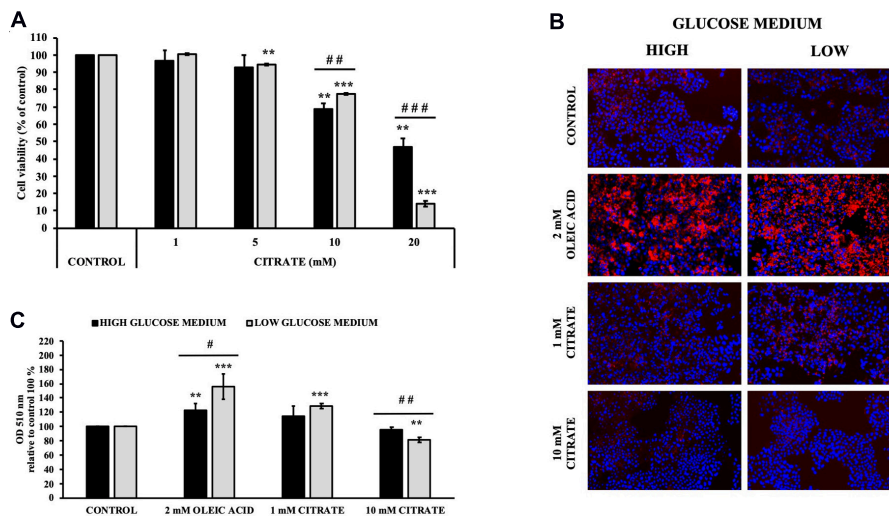 A
110
100
90
80
70
60
50
40
30
20
10
0
Cell viability (% of control)
**
##
**
***
###
**
***
1
5
10
20
CONTROL
CITRATE (mM)
B
GLUCOSE MEDIUM
HIGH
LOW
CONTROL
2 mM
OLEIC ACID
1 mM
CITRATE
10 mM
CITRATE
C
HIGH GLUCOSE MEDIUM
LOW GLUCOSE MEDIUM
220
200
180
160
140
120
100
80
60
40
20
0
OD 510 nm
relative to control 100 %
#
**
***
***
##
**
CONTROL
2 mM OLEIC ACID
1 mM CITRATE
10 mM CITRATE